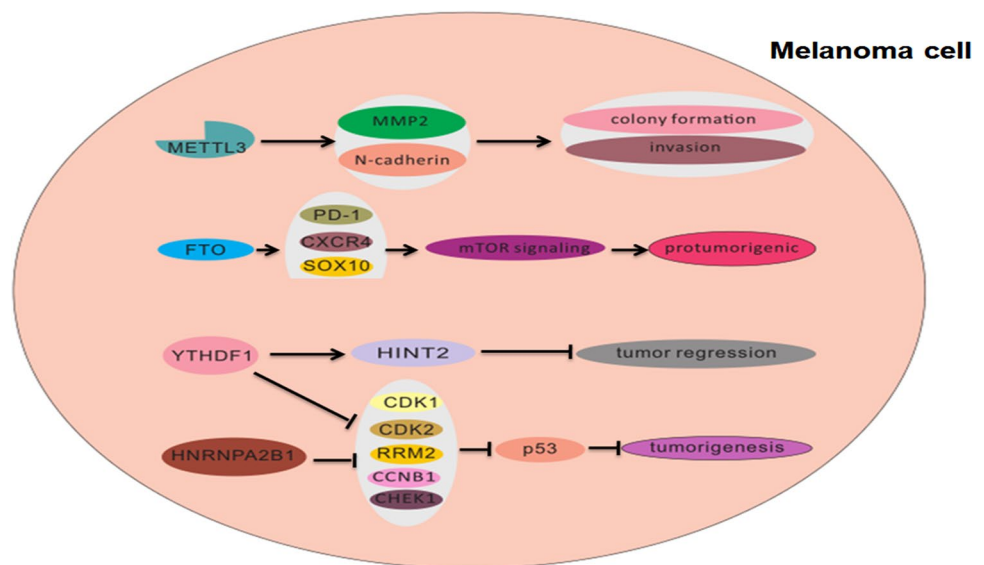 Melanoma cell
METTL3
MMP2
N-cadherin
colony formation
invasion
FTO
PD-1
CXCR4
SOX10
mTOR signaling
protumorigenic
YTHDF1
HINT2
tumor regression
HNRNPA2B1
CDK1
CDK2
RRM2
CCNB1
CHEK1
p53
tumorigenesis